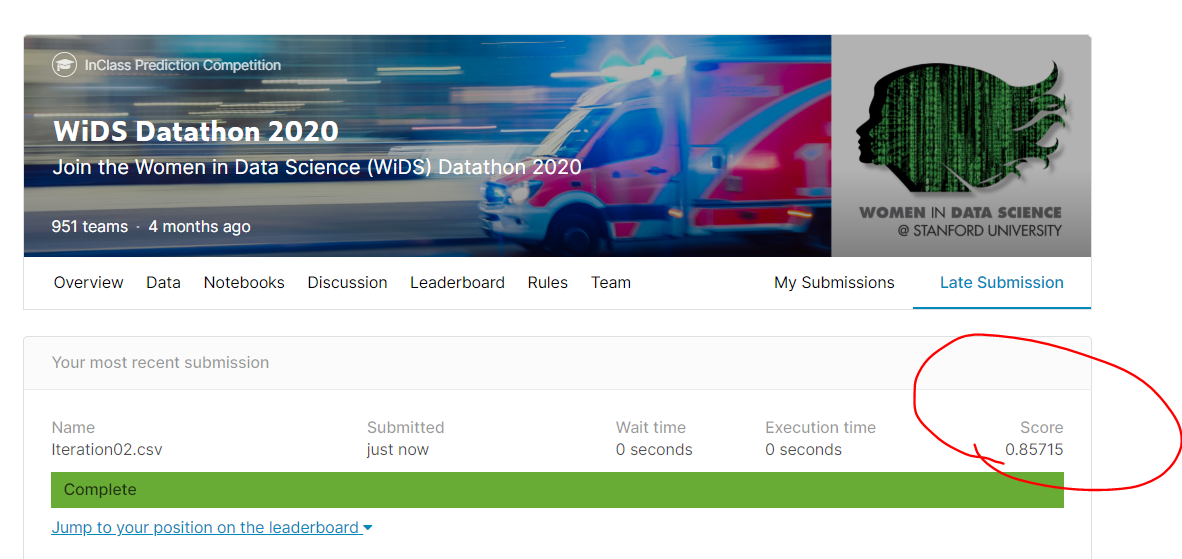 InClass Prediction Competition
WiDS Datathon 2020
Join the Women in Data Science (WiDS) Datathon 2020
951 teams · 4 months ago
WOMEN IN DATA SCIENCE
@ STANFORD UNIVERSITY
Overview Data Notebooks Discussion Leaderboard Rules Team My Submissions Late Submission
Your most recent submission
Name Submitted Wait time Execution time Score
Iteration02.csv just now 0 seconds 0 seconds 0.85715
Complete
Jump to your position on the leaderboard